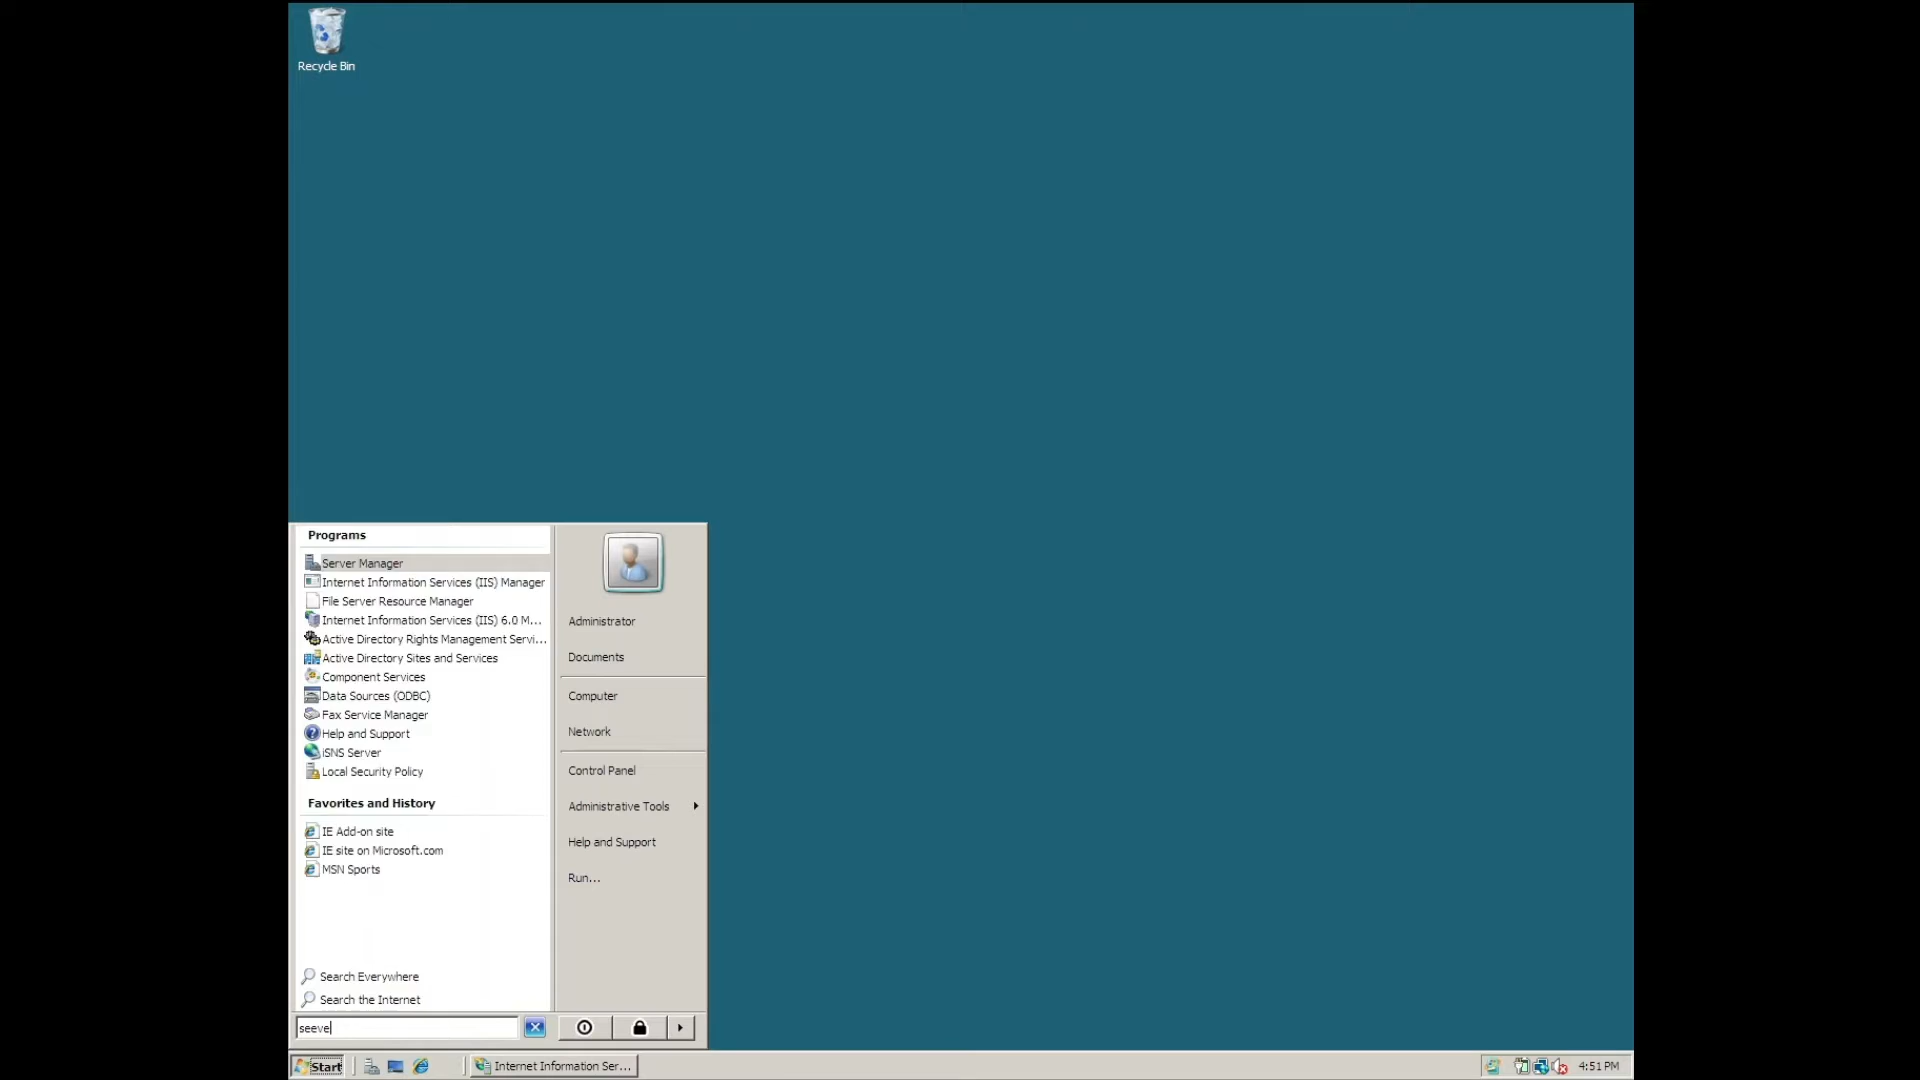 Recycle Bin
Programs
Server Manager
Internet Information Services (IIS) Manager
File Server Resource Manager
Internet Information Services (IIS) 6.0 M...
Active Directory Rights Management Servi...
Active Directory Sites and Services
Component Services
Data Sources (ODBC)
Fax Service Manager
Help and Support
iSNS Server
Local Security Policy
Favorites and History
IE Add-on site
IE site on Microsoft.com
MSN Sports
Search Everywhere
Search the Internet
seeve
Administrator
Documents
Computer
Network
Control Panel
Administrative Tools
Help and Support
Run...
Start
Internet Information Ser...
4:51 PM